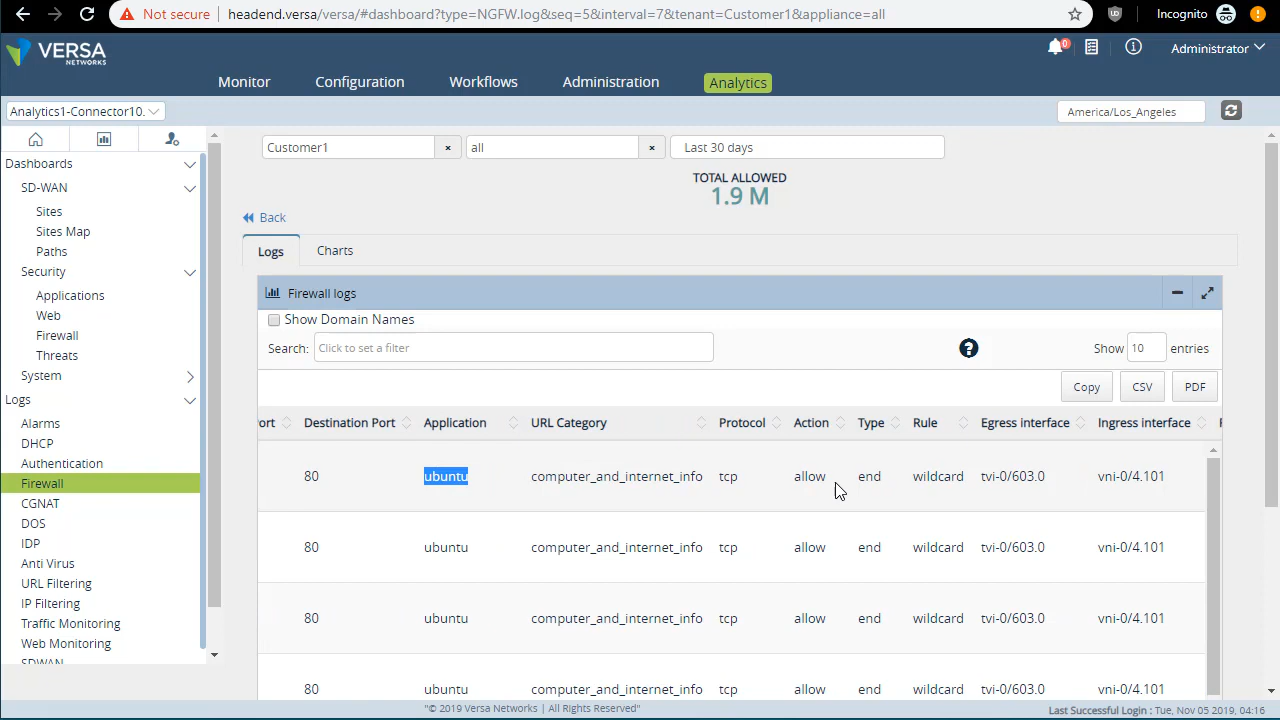 Not secure headend.versa/versa/#dashboard?type=NGFW.log&eq=5&interval=7&tenant=Customer1&appliance=all Incognito
VERSA
NETWORKS
0
Administrator
Monitor Configuration Workflows Administration Analytics
Analytics1-Connector10. America/Los_Angeles
Dashboards
SD-WAN
Sites
Sites Map
Paths
Security
Applications
Web
Firewall
Threats
System
Logs
Alarms
DHCP
Authentication
Firewall
CGNAT
DOS
IDP
Anti Virus
URL Filtering
IP Filtering
Traffic Monitoring
Web Monitoring
SDWAN
Customer1 × all × Last 30 days
TOTAL ALLOWED
1.9 M
Back
Logs Charts
Firewall logs
Show Domain Names
Search: Click to set a filter ? Show 10 entries
Copy CSV PDF
ort Destination Port Application URL Category Protocol Action Type Rule Egress interface Ingress interface F
80 ubuntu computer_and_internet_info tcp allow end wildcard tvi-0/603.0 vni-0/4.101
80 ubuntu computer_and_internet_info tcp allow end wildcard tvi-0/603.0 vni-0/4.101
80 ubuntu computer_and_internet_info tcp allow end wildcard tvi-0/603.0 vni-0/4.101
80 ubuntu computer_and_internet_info tcp allow end wildcard tvi-0/603.0 vni-0/4.101
"© 2019 Versa Networks | All Rights Reserved" Last Successful Login : Tue, Nov 05 2019, 04:16